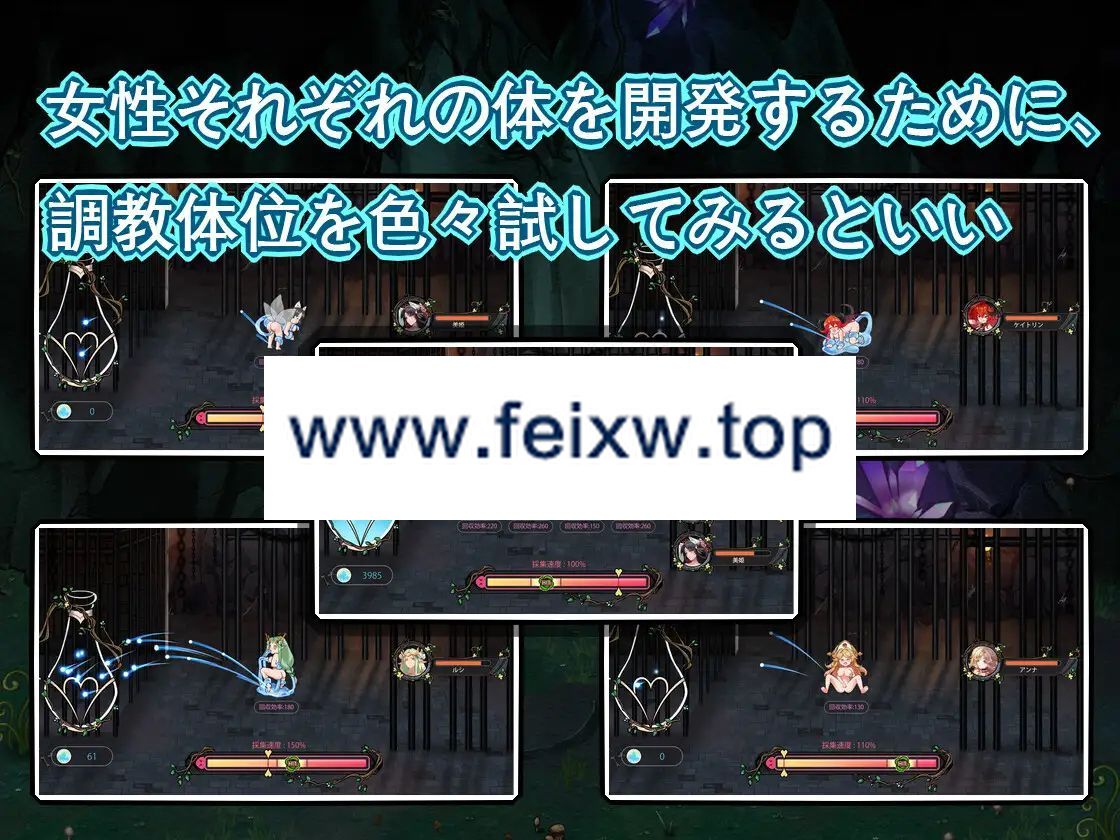 女性それぞれの体を開発するために、
調教体位を色々試してみるといい
美姫
ケイトリン
0
110%
www.feixw.top
回収効率:220 回収効率:260 回収効率:150 回収効率:260
美姫
採集速度 : 100%
3985
ルシ
アンナ
回収効率:180
回収効率:130
採集速度 : 150%
採集速度 : 110%
61
0